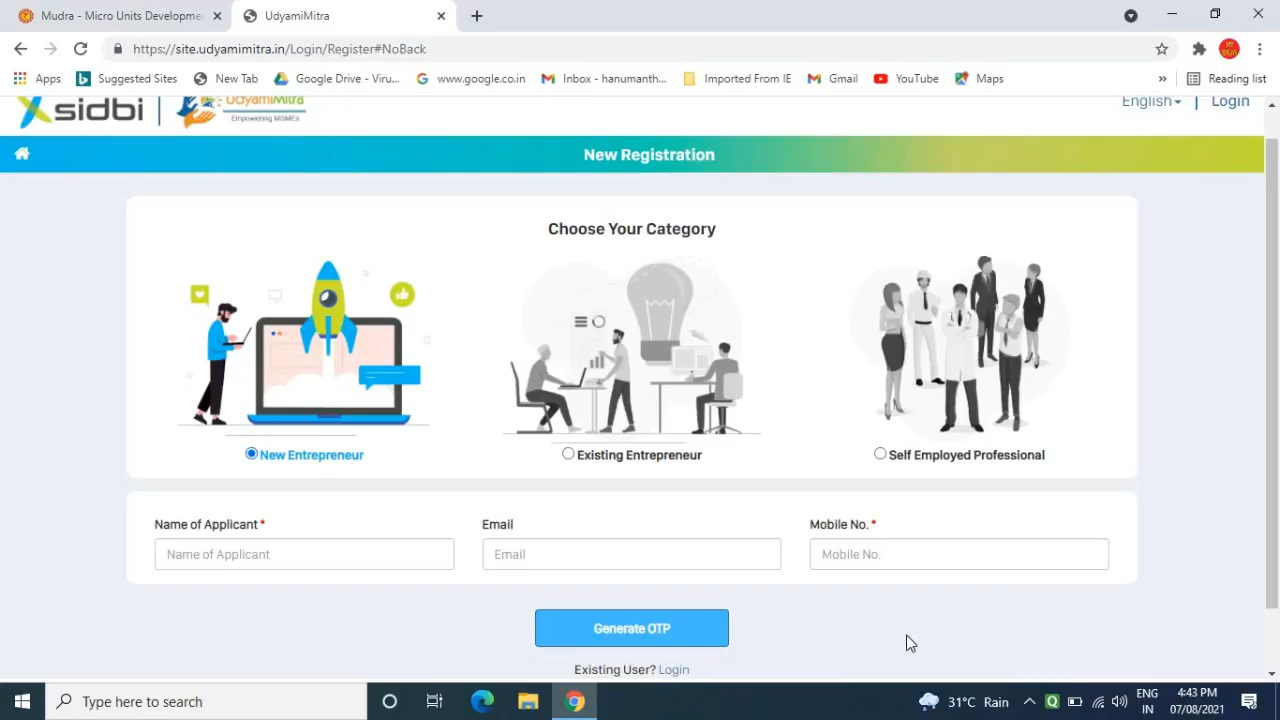 Mudra - Micro Units Developme
UdyamiMitra
https://site.udyamimitra.in/Login/Register#NoBack
Apps
Suggested Sites
New Tab
Google Drive - Viru...
www.google.co.in
Inbox - hanumanth...
Imported From IE
Gmail
YouTube
Maps
»
Reading list
sidbi
UdyamiMitra
Empowering MSMEs
English
Login
New Registration
Choose Your Category
New Entrepreneur
Existing Entrepreneur
Self Employed Professional
Name of Applicant *
Email
Mobile No. *
Name of Applicant
Email
Mobile No.
Generate OTP
Existing User? Login
Type here to search
31°C Rain
ENG
IN
4:43 PM
07/08/2021